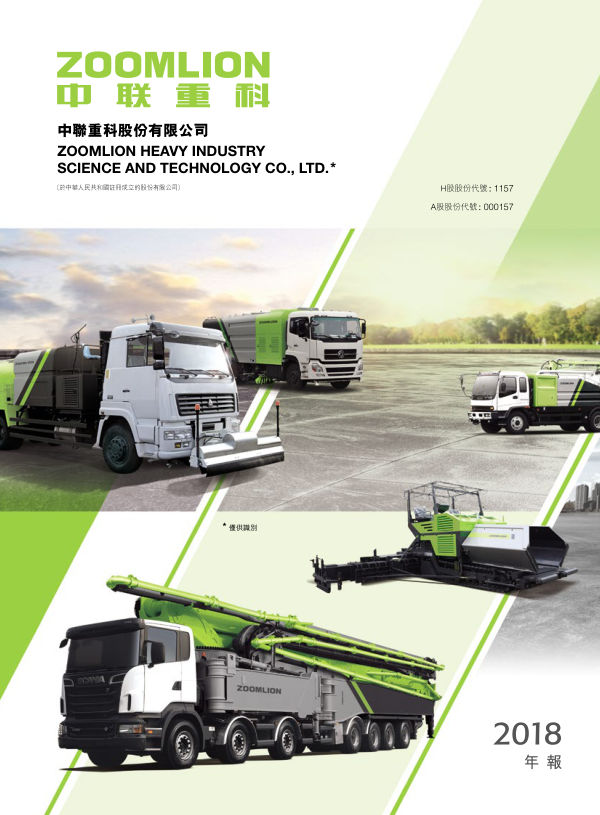 ZOOMLION
中联重科
中聯重科股份有限公司
ZOOMLION HEAVY INDUSTRY
SCIENCE AND TECHNOLOGY CO., LTD.*
(於中華人民共和國註冊成立的股份有限公司)
H股股份代號：1157
A股股份代號：000157
ZOOMLION
ZOOMLION
* 僅供識別
ZOOMLION
SCANIA
ZOOMLION
2018
年報